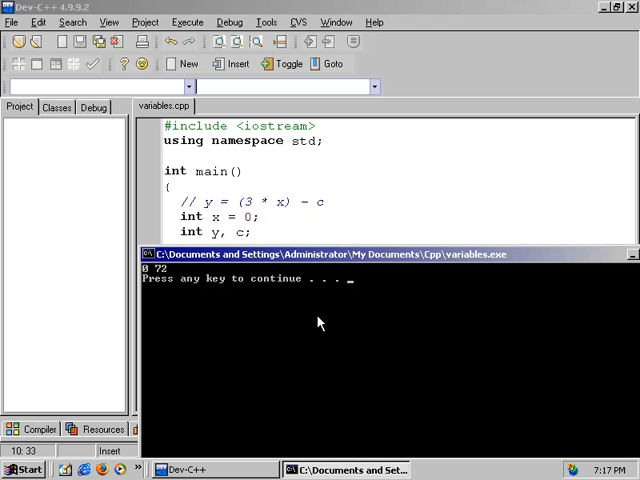 Dev-C++ 4.9.9.2
File Edit Search View Project Execute Debug Tools CVS Window Help
New Insert Toggle Goto
Project Classes Debug
variables.cpp
#include <iostream>
using namespace std;
int main()
{
// y = (3 * x) - c
int x = 0;
int y, c;
C:\Documents and Settings\Administrator\My Documents\Cpp\variables.exe
0 72
Press any key to continue . . . _
Compiler Resources
10: 33 Insert
Start Dev-C++ C:\Documents and Set... 7:17 PM